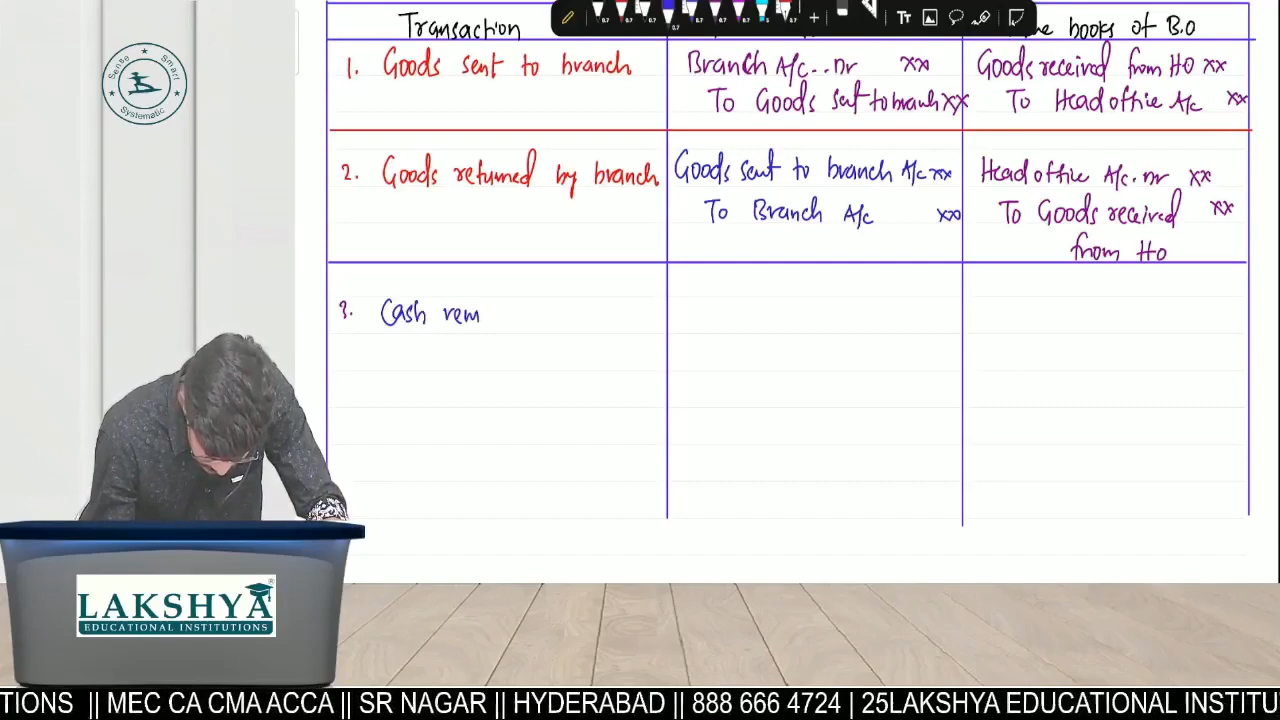 Transaction
the books of B.O
1. Goods sent to branch
Branch A/c..Dr xx
To Goods sent to branch xx
Goods received from HO xx
To Head office A/c xx
2. Goods returned by branch
Goods sent to branch A/c xx
To Branch A/c xx
Head office A/c.Dr xx
To Goods received xx
from HO
3. Cash rem
Sense Smart Systematic
LAKSHYA
EDUCATIONAL INSTITUTIONS
TIONS || MEC CA CMA ACCA || SR NAGAR || HYDERABAD || 888 666 4724 | 25LAKSHYA EDUCATIONAL INSTITU